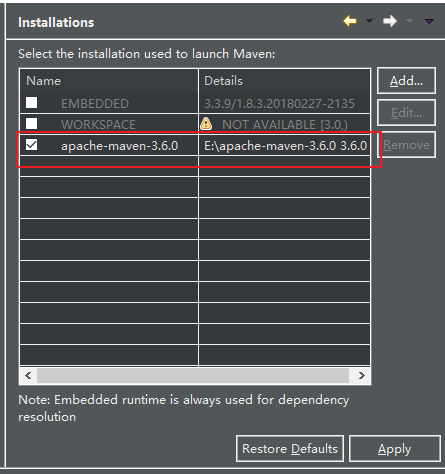 Installations
Select the installation used to launch Maven:
Name Details
EMBEDDED 3.3.9/1.8.3.20180227-2135
WORKSPACE NOT AVAILABLE [3.0,)
apache-maven-3.6.0 E:\apache-maven-3.6.0 3.6.0
Add...
Edit...
Remove
Note: Embedded runtime is always used for dependency
resolution
Restore Defaults Apply